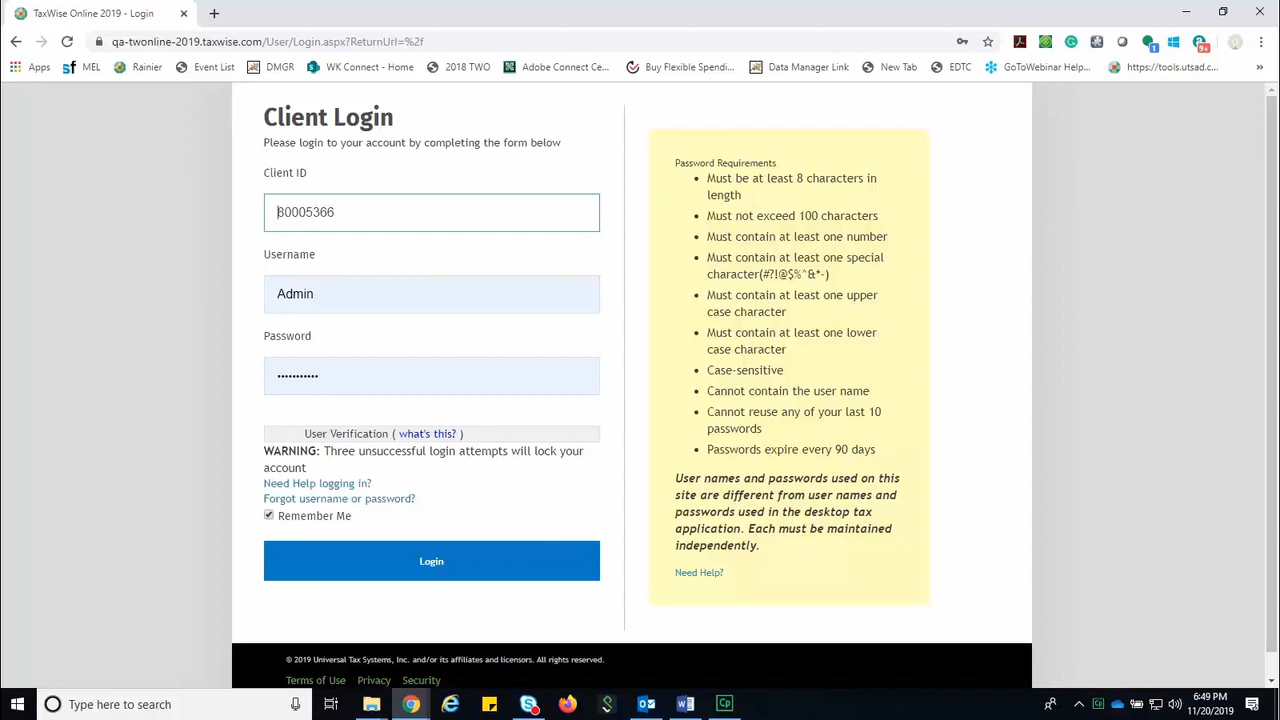 TaxWise Online 2019 - Login
qa-twonline-2019.taxwise.com/User/Login.aspx?ReturnUrl=%2f
Apps MEL Rainier Event List DMGR WK Connect - Home 2018 TWO Adobe Connect Ce... Buy Flexible Spendi... Data Manager Link New Tab EDTC GoToWebinar Help... https://tools.utsad.c...
Client Login
Please login to your account by completing the form below
Client ID
80005366
Username
Admin
Password
•••••••••••
User Verification ( what's this? )
WARNING: Three unsuccessful login attempts will lock your
account
Need Help logging in?
Forgot username or password?
Remember Me
Login
Password Requirements
• Must be at least 8 characters in
length
• Must not exceed 100 characters
• Must contain at least one number
• Must contain at least one special
character(#?!@$%^&*-)
• Must contain at least one upper
case character
• Must contain at least one lower
case character
• Case-sensitive
• Cannot contain the user name
• Cannot reuse any of your last 10
passwords
• Passwords expire every 90 days
User names and passwords used on this
site are different from user names and
passwords used in the desktop tax
application. Each must be maintained
independently.
Need Help?
© 2019 Universal Tax Systems, Inc. and/or its affiliates and licensors. All rights reserved.
Terms of Use Privacy Security
Type here to search
6:49 PM
11/20/2019